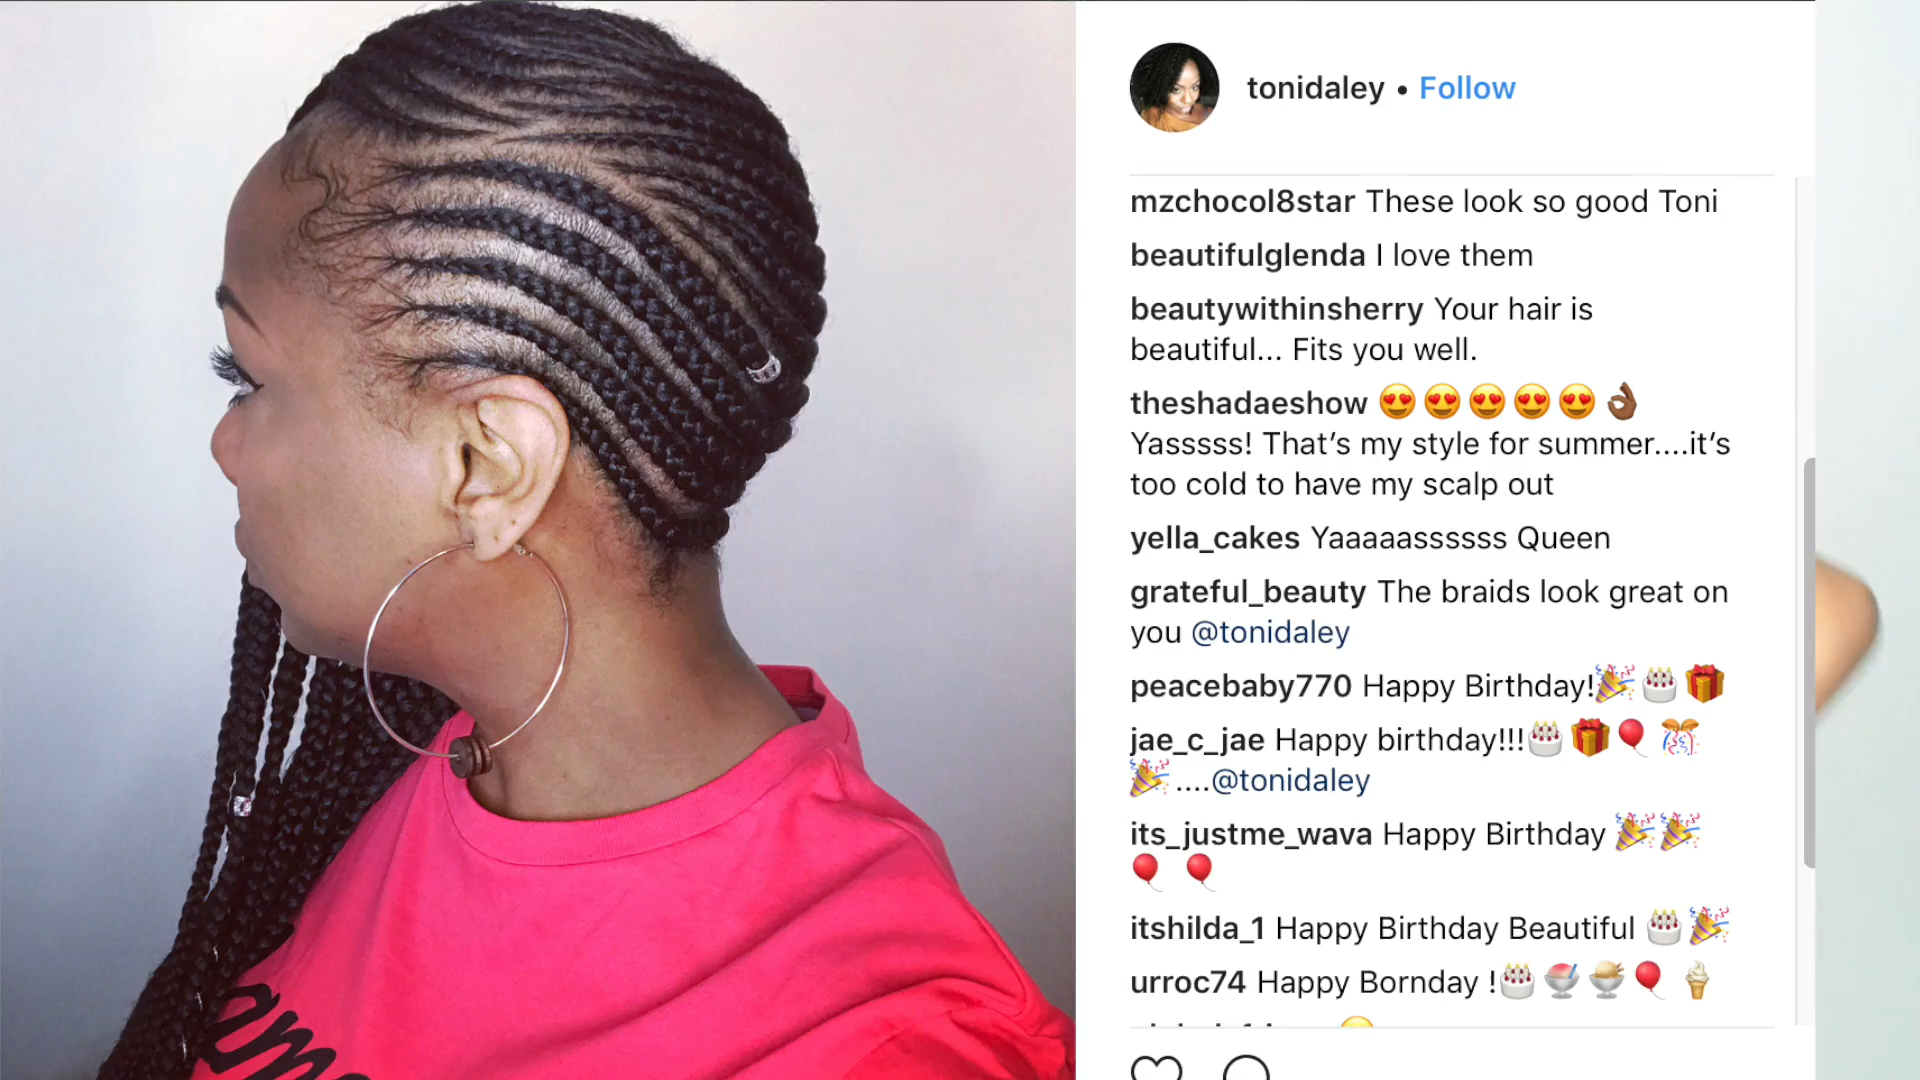 tonidaley • Follow
mzchocol8star These look so good Toni
beautifulglenda I love them
beautywithinsherry Your hair is
beautiful... Fits you well.
theshadaeshow 😍😍😍😍😍👌🏾
Yasssss! That’s my style for summer....it’s
too cold to have my scalp out
yella_cakes Yaaaaassssss Queen
grateful_beauty The braids look great on
you @tonidaley
peacebaby770 Happy Birthday!🎉🎂🎁
jae_c_jae Happy birthday!!!🎂🎁🎈🎊
🎉....@tonidaley
its_justme_wava Happy Birthday 🎉🎉
🎈🎈
itshilda_1 Happy Birthday Beautiful 🎂🎉
urroc74 Happy Bornday !🎂🍧🍨🎈🍦